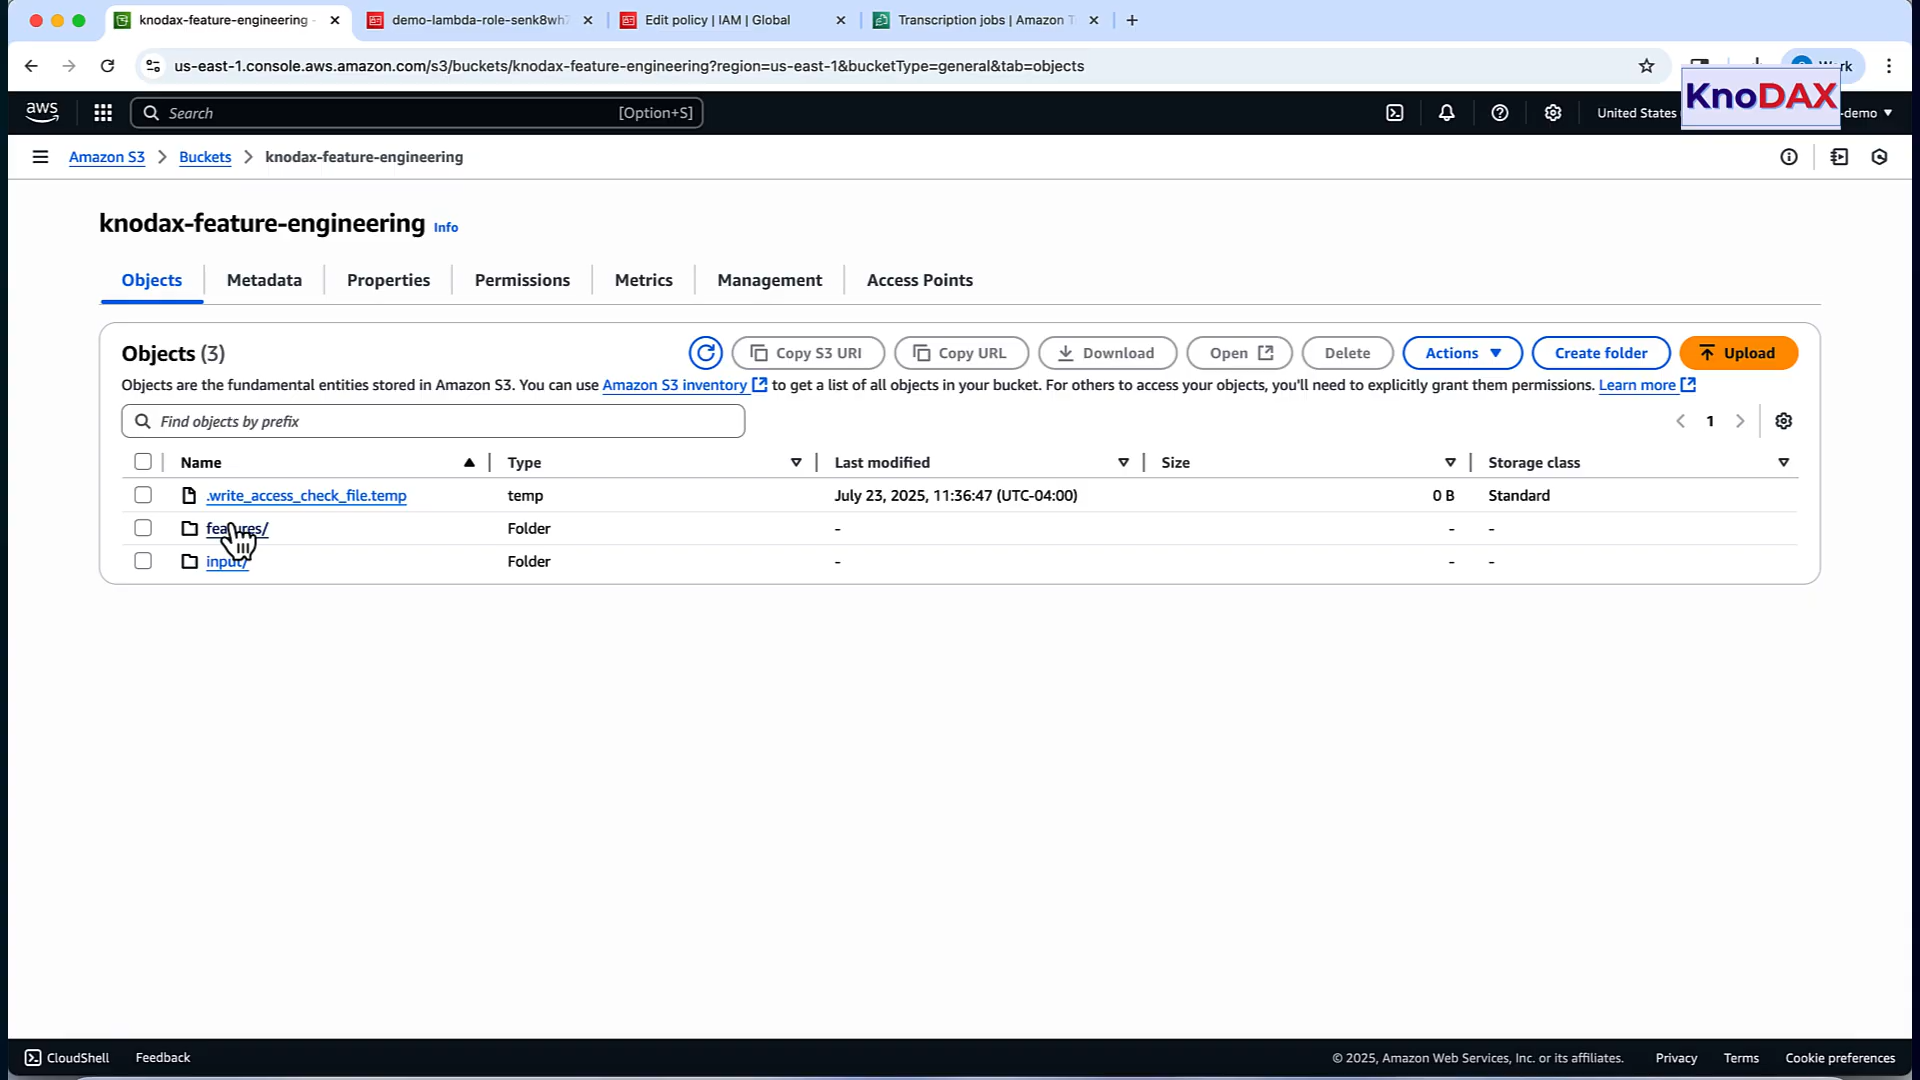 knodax-feature-engineering
demo-lambda-role-senk8wh
Edit policy | IAM | Global
Transcription jobs | Amazon T
us-east-1.console.aws.amazon.com/s3/buckets/knodax-feature-engineering?region=us-east-1&bucketType=general&tab=objects
aws
Search
[Option+S]
United States
KnoDAX
-demo
Amazon S3
Buckets
knodax-feature-engineering
knodax-feature-engineering Info
Objects
Metadata
Properties
Permissions
Metrics
Management
Access Points
Objects (3)
Copy S3 URI
Copy URL
Download
Open
Delete
Actions
Create folder
Upload
Objects are the fundamental entities stored in Amazon S3. You can use Amazon S3 inventory to get a list of all objects in your bucket. For others to access your objects, you'll need to explicitly grant them permissions. Learn more
Find objects by prefix
1
Name Type Last modified Size Storage class
.write_access_check_file.temp temp July 23, 2025, 11:36:47 (UTC-04:00) 0 B Standard
features/ Folder - - -
input/ Folder - - -
CloudShell
Feedback
© 2025, Amazon Web Services, Inc. or its affiliates.
Privacy
Terms
Cookie preferences